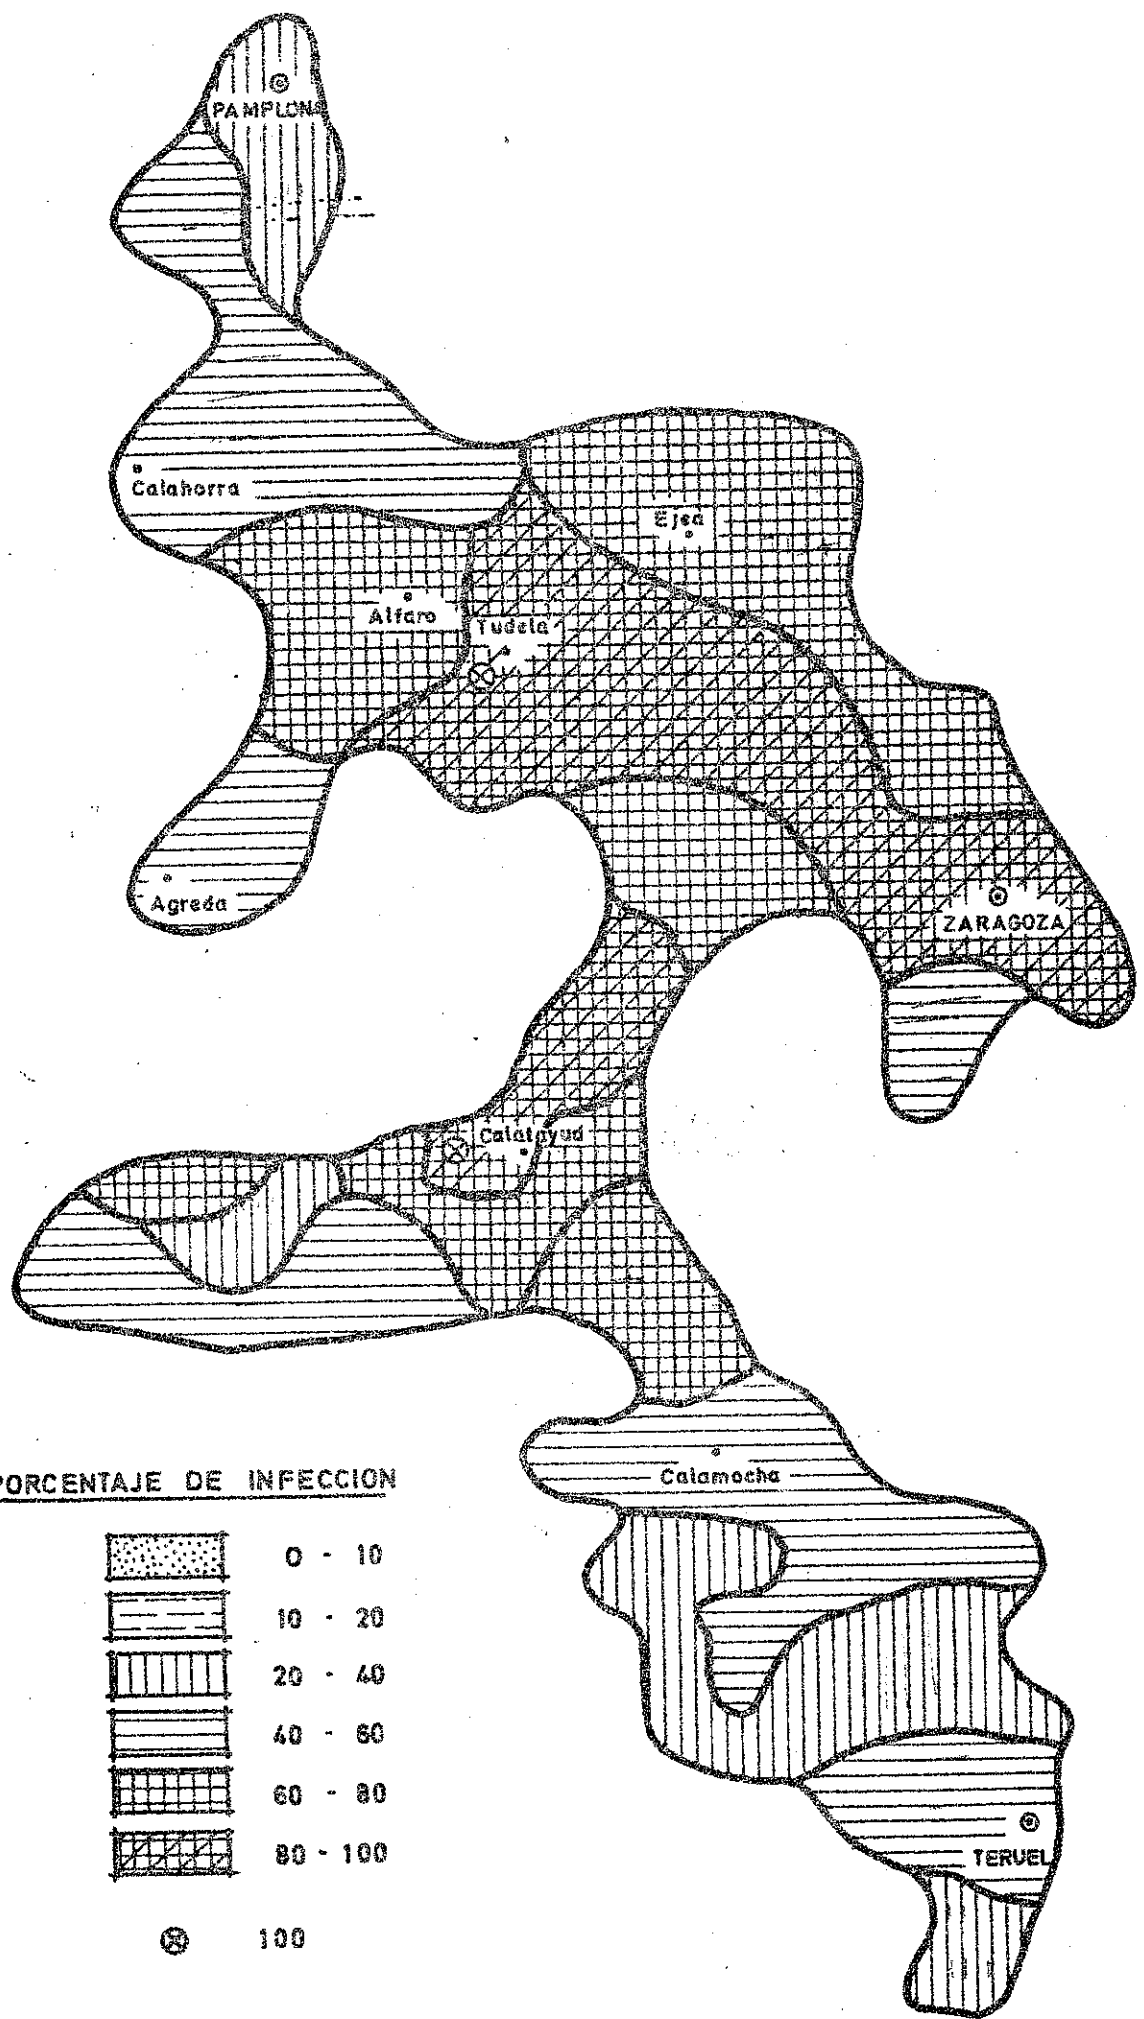 PAMPLONA
Calahorra
Ejea
Alfaro
Tudela
Agreda
ZARAGOZA
Calatayud
Calamocha
TERUEL
PORCENTAJE DE INFECCION
0 - 10
10 - 20
20 - 40
40 - 60
60 - 80
80 - 100
100